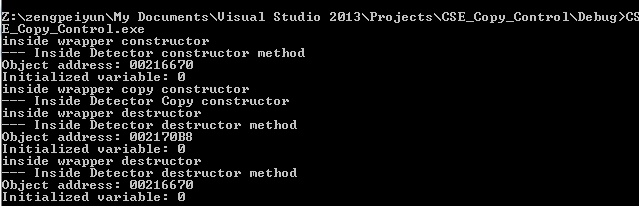 Z:\zengpeiyun\My Documents\Visual Studio 2013\Projects\CSE_Copy_Control\Debug>CS
E_Copy_Control.exe
inside wrapper constructor
--- Inside Detector constructor method
Object address: 00216670
Initialized variable: 0
inside wrapper copy constructor
--- Inside Detector Copy constructor
inside wrapper destructor
--- Inside Detector destructor method
Object address: 002170B8
Initialized variable: 0
inside wrapper destructor
--- Inside Detector destructor method
Object address: 00216670
Initialized variable: 0